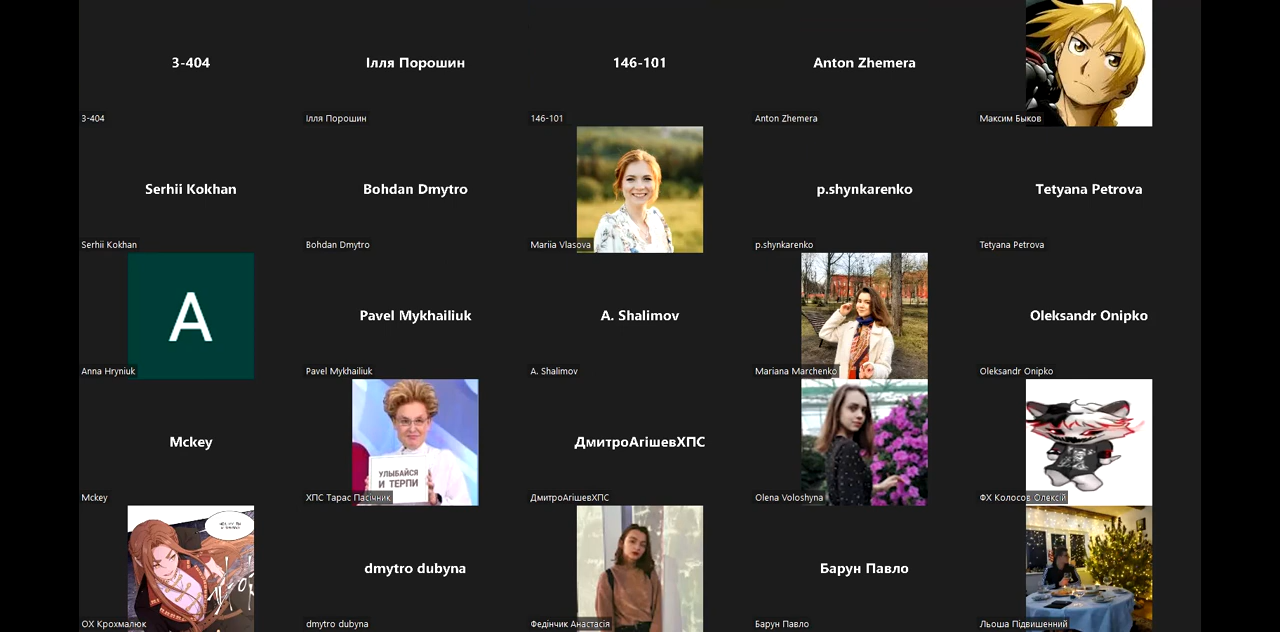 3-404
Ілля Порошин
146-101
Anton Zhemera
3-404
Ілля Порошин
146-101
Anton Zhemera
Максим Быков
Serhii Kokhan
Bohdan Dmytro
p.shynkarenko
Tetyana Petrova
Serhii Kokhan
Bohdan Dmytro
Mariia Vlasova
p.shynkarenko
Tetyana Petrova
A
Pavel Mykhailiuk
A. Shalimov
Oleksandr Onipko
Anna Hryniuk
Pavel Mykhailiuk
A. Shalimov
Mariana Marchenko
Oleksandr Onipko
Mckey
УЛЫБАЙСЯ
И ТЕРПИ
ДмитроАгішевХПС
Mckey
ХПС Тарас Пасічник
ДмитроАгішевХПС
Olena Voloshyna
ФХ Колосов Олексій
dmytro dubyna
Барун Павло
ОХ Крохмалюк
dmytro dubyna
Федінчик Анастасія
Барун Павло
Льоша Підвишенний